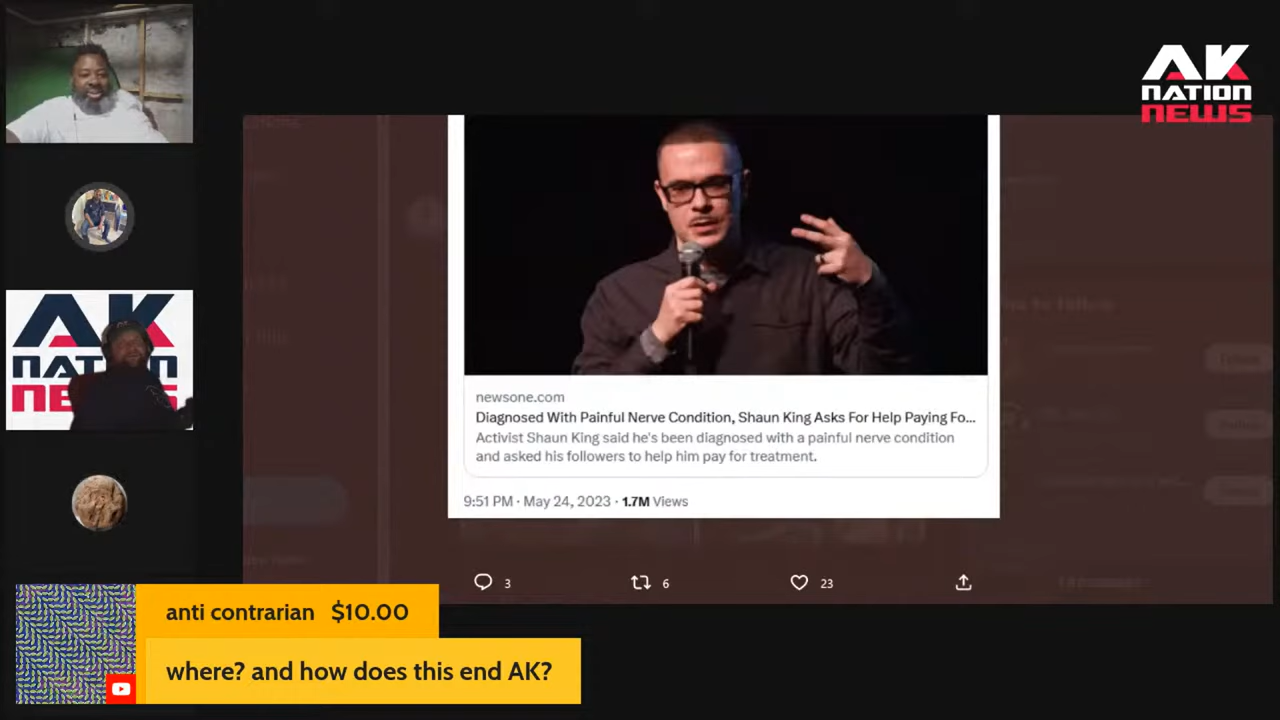 AK
NATION
NEWS
AK
NATION
NE S
newsone.com
Diagnosed With Painful Nerve Condition, Shaun King Asks For Help Paying Fo...
Activist Shaun King said he's been diagnosed with a painful nerve condition
and asked his followers to help him pay for treatment.
9:51 PM · May 24, 2023 · 1.7M Views
3 6 23
anti contrarian $10.00
where? and how does this end AK?